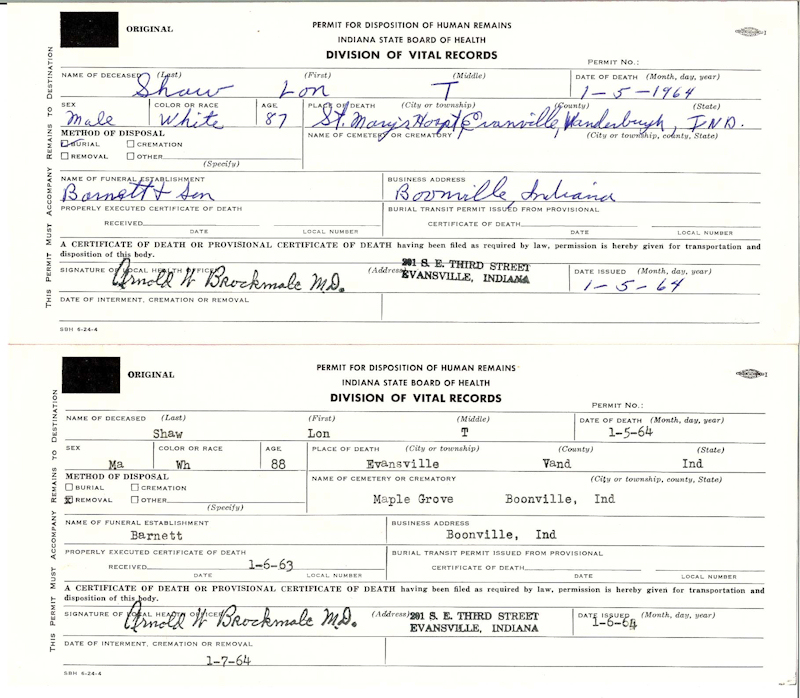 ORIGINAL
PERMIT FOR DISPOSITION OF HUMAN REMAINS
INDIANA STATE BOARD OF HEALTH
DIVISION OF VITAL RECORDS
PERMIT NO.:
THIS PERMIT MUST ACCOMPANY REMAINS TO DESTINATION
NAME OF DECEASED (Last) (First) (Middle) DATE OF DEATH (Month, day, year)
Shaw Lon T 1-5-1964
SEX COLOR OR RACE AGE PLACE OF DEATH (City or township) (County) (State)
Male White 87 St. Mary's Hospt Evanville, Vanderburgh, IND.
METHOD OF DISPOSAL NAME OF CEMETERY OR CREMATORY (City or township, county, State)
BURIAL CREMATION
REMOVAL OTHER
(Specify)
NAME OF FUNERAL ESTABLISHMENT BUSINESS ADDRESS
Barnett & Son Boonville, Indiana
PROPERLY EXECUTED CERTIFICATE OF DEATH BURIAL TRANSIT PERMIT ISSUED FROM PROVISIONAL
RECEIVED CERTIFICATE OF DEATH
DATE LOCAL NUMBER DATE LOCAL NUMBER
A CERTIFICATE OF DEATH OR PROVISIONAL CERTIFICATE OF DEATH having been filed as required by law, permission is hereby given for transportation and
disposition of this body.
SIGNATURE OF LOCAL HEALTH OFFICER (Address) 201 S. E. THIRD STREET DATE ISSUED (Month, day, year)
Arnold W Brockmole M.D. EVANSVILLE, INDIANA 1-5-64
DATE OF INTERMENT, CREMATION OR REMOVAL
SBH 6-24-4
ORIGINAL
PERMIT FOR DISPOSITION OF HUMAN REMAINS
INDIANA STATE BOARD OF HEALTH
DIVISION OF VITAL RECORDS
PERMIT NO.:
THIS PERMIT MUST ACCOMPANY REMAINS TO DESTINATION
NAME OF DECEASED (Last) (First) (Middle) DATE OF DEATH (Month, day, year)
Shaw Lon T 1-5-64
SEX COLOR OR RACE AGE PLACE OF DEATH (City or township) (County) (State)
Ma Wh 88 Evansville Vand Ind
METHOD OF DISPOSAL NAME OF CEMETERY OR CREMATORY (City or township, county, State)
BURIAL CREMATION
REMOVAL OTHER Maple Grove Boonville, Ind
(Specify)
NAME OF FUNERAL ESTABLISHMENT BUSINESS ADDRESS
Barnett Boonville, Ind
PROPERLY EXECUTED CERTIFICATE OF DEATH BURIAL TRANSIT PERMIT ISSUED FROM PROVISIONAL
RECEIVED 1-6-63 CERTIFICATE OF DEATH
DATE LOCAL NUMBER DATE LOCAL NUMBER
A CERTIFICATE OF DEATH OR PROVISIONAL CERTIFICATE OF DEATH having been filed as required by law, permission is hereby given for transportation and
disposition of this body.
SIGNATURE OF LOCAL HEALTH OFFICER (Address) 201 S. E. THIRD STREET DATE ISSUED (Month, day, year)
Arnold W Brockmole M.D. EVANSVILLE, INDIANA 1-6-64
DATE OF INTERMENT, CREMATION OR REMOVAL
1-7-64
SBH 6-24-4